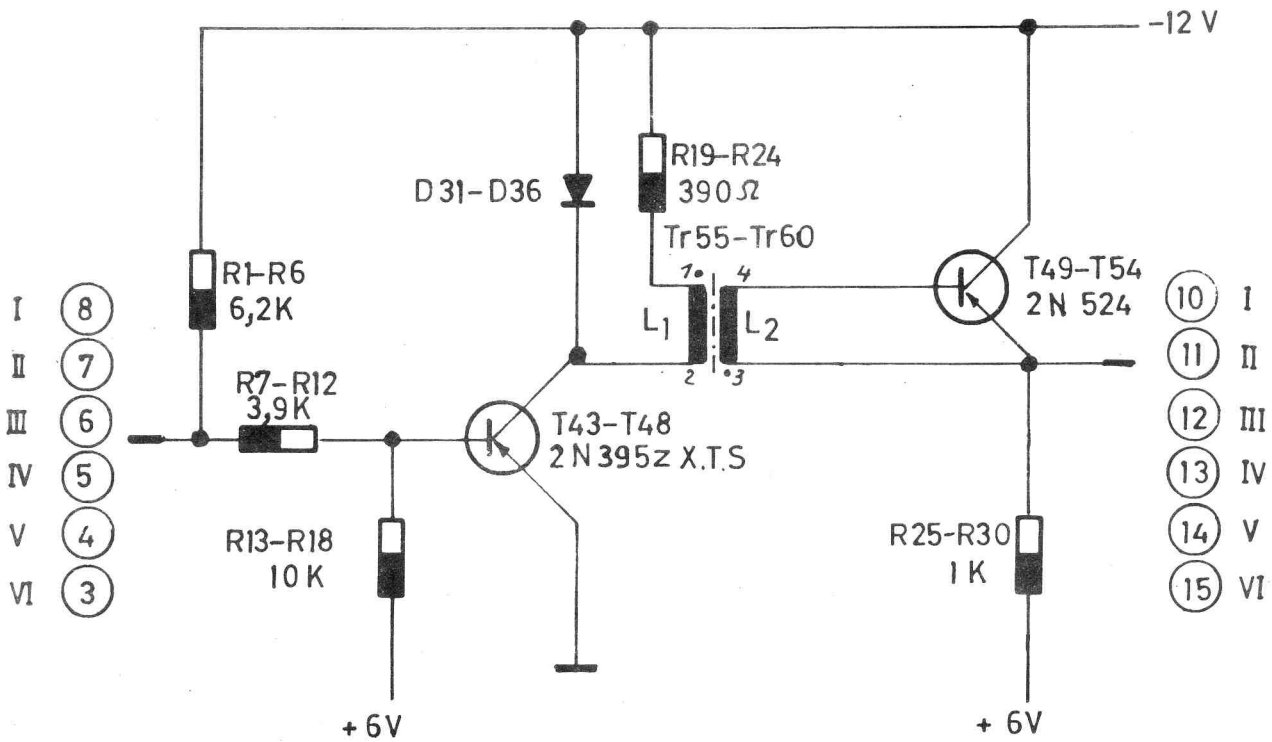 -12 V
R19-R24
390Ω
D31-D36
Tr55-Tr60
R1-R6
6,2K
1
4
T49-T54
2N 524
L1
L2
2
3
I 8
II 7
III 6
IV 5
V 4
VI 3
R7-R12
3,9K
T43-T48
2N395z X.T.S
10 I
11 II
12 III
13 IV
14 V
15 VI
R13-R18
10K
R25-R30
1K
+6V
+6V